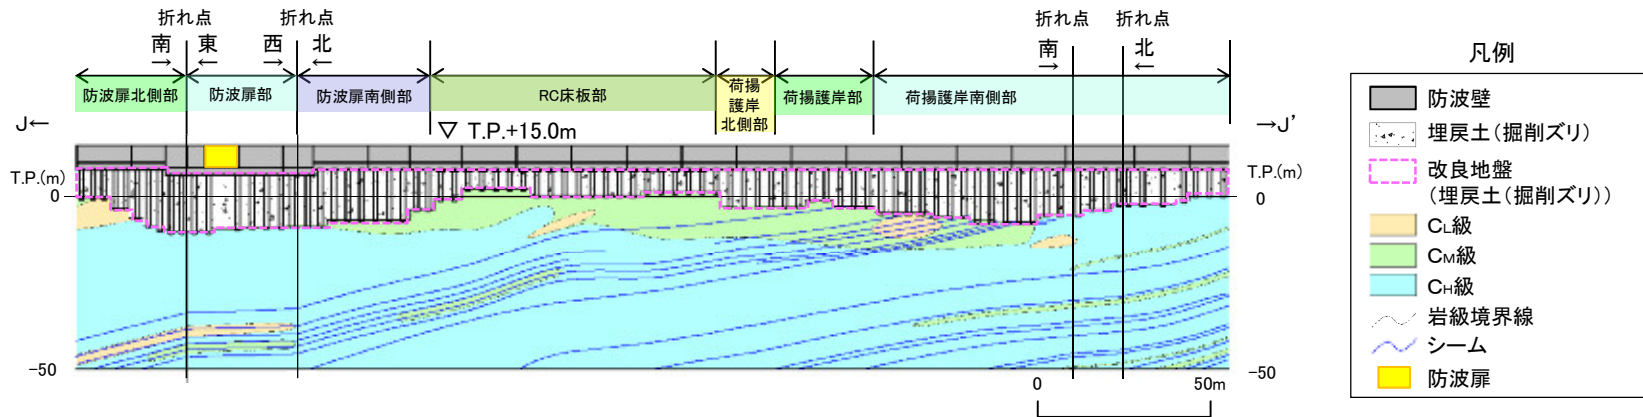 折れ点
折れ点
折れ点
折れ点
凡例
南
東
西
北
南
北
→
←
→
←
→
←
防波扉北側部
防波扉部
防波扉南側部
RC床板部
荷揚
護岸
北側部
荷揚護岸部
荷揚護岸南側部
J←
▽ T.P.+15.0m
→J'
T.P.(m)
T.P.(m)
0
0
-50
-50
0
50m
防波壁
埋戻土(掘削ズリ)
改良地盤
(埋戻土(掘削ズリ))
CL級
CM級
CH級
岩級境界線
シーム
防波扉